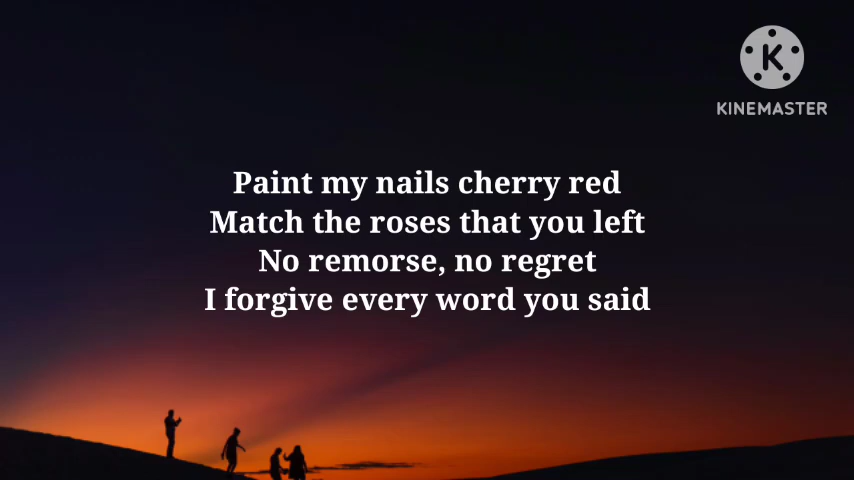 K
KINEMASTER
Paint my nails cherry red
Match the roses that you left
No remorse, no regret
I forgive every word you said